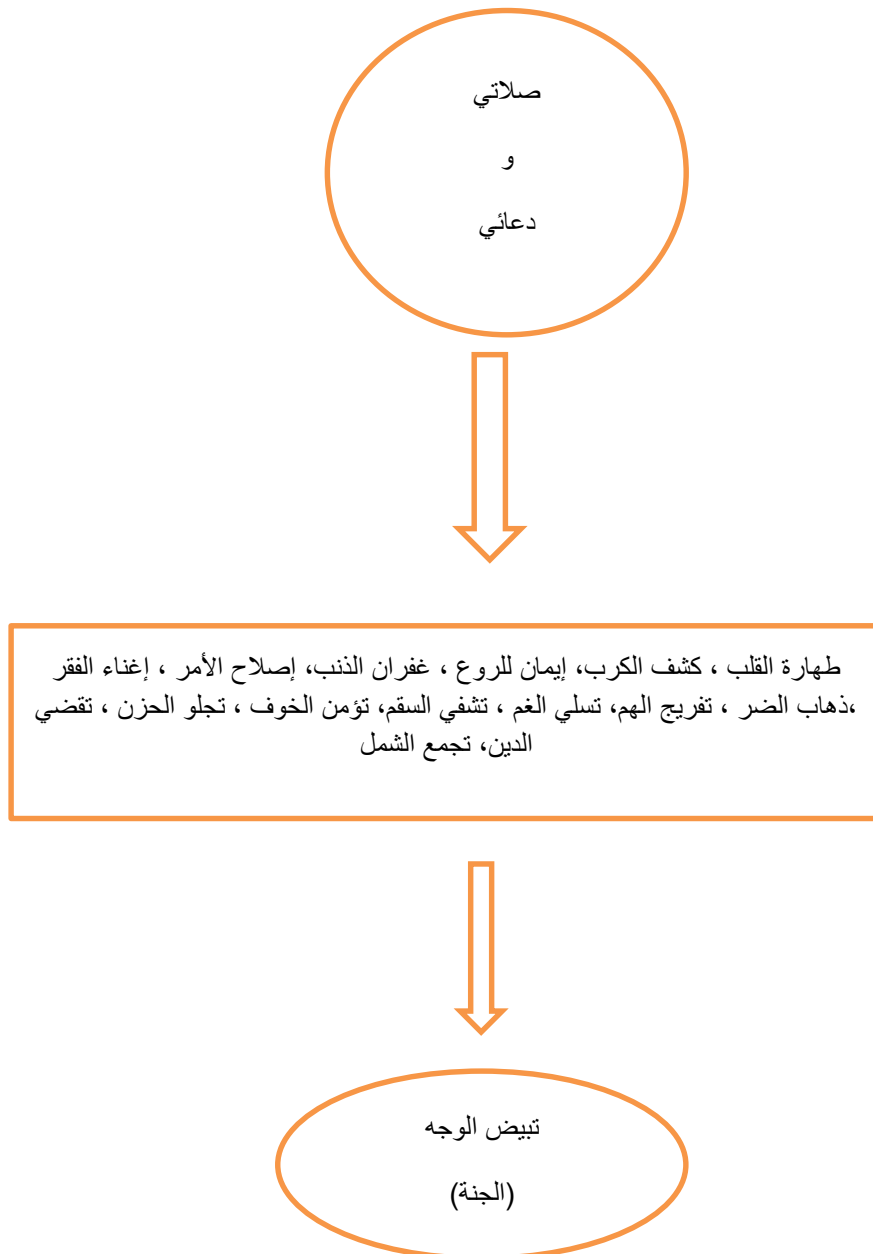 صلاتي
و
دعائي
طهارة القلب ، كشف الكرب، إيمان للروع ، غفران الذنب، إصلاح الأمر ، إغناء الفقر
،ذهاب الضر ، تفريج الهم، تسلي الغم ، تشفي السقم، تؤمن الخوف ، تجلو الحزن ، تقضي
الدين، تجمع الشمل
تبيض الوجه
(الجنة)